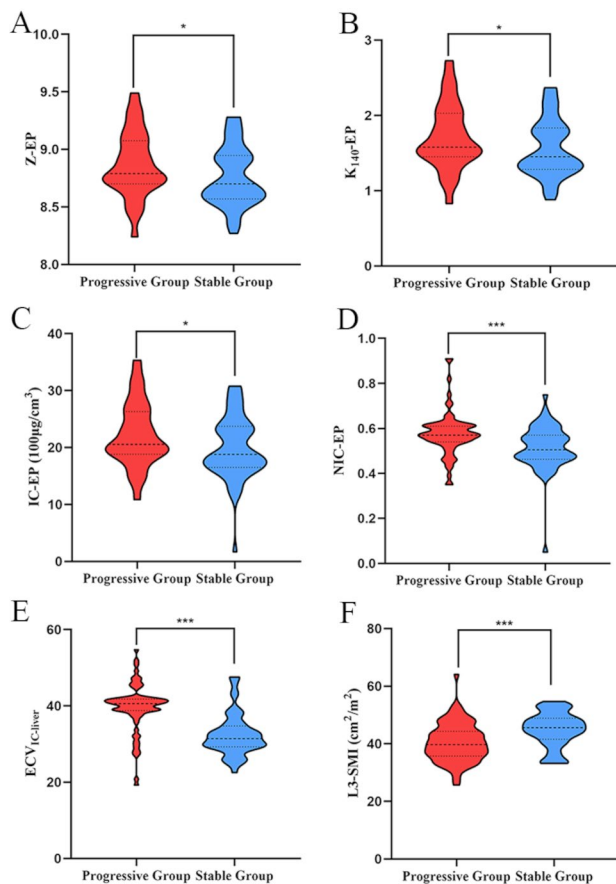 A
Z-EP
10.0
9.5
9.0
8.5
8.0
*
Progressive Group Stable Group
B
K₁₄₀-EP
3
2
1
0
*
Progressive Group Stable Group
C
IC-EP (100μg/cm³)
40
30
20
10
0
*
Progressive Group Stable Group
D
NIC-EP
1.0
0.8
0.6
0.4
0.2
0.0
***
Progressive Group Stable Group
E
ECV_IC-liver
60
40
20
0
***
Progressive Group Stable Group
F
L3-SMI (cm²/m²)
80
60
40
20
0
***
Progressive Group Stable Group